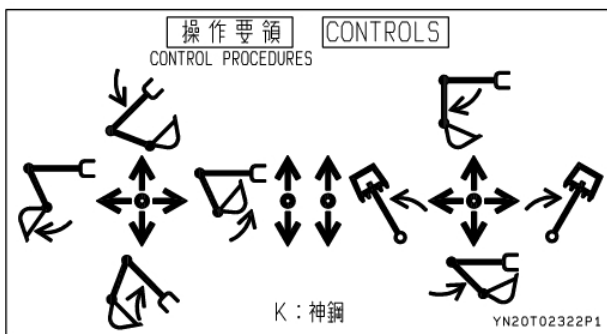 操作要領 CONTROLS
CONTROL PROCEDURES
K：神鋼
YN20T02322P1